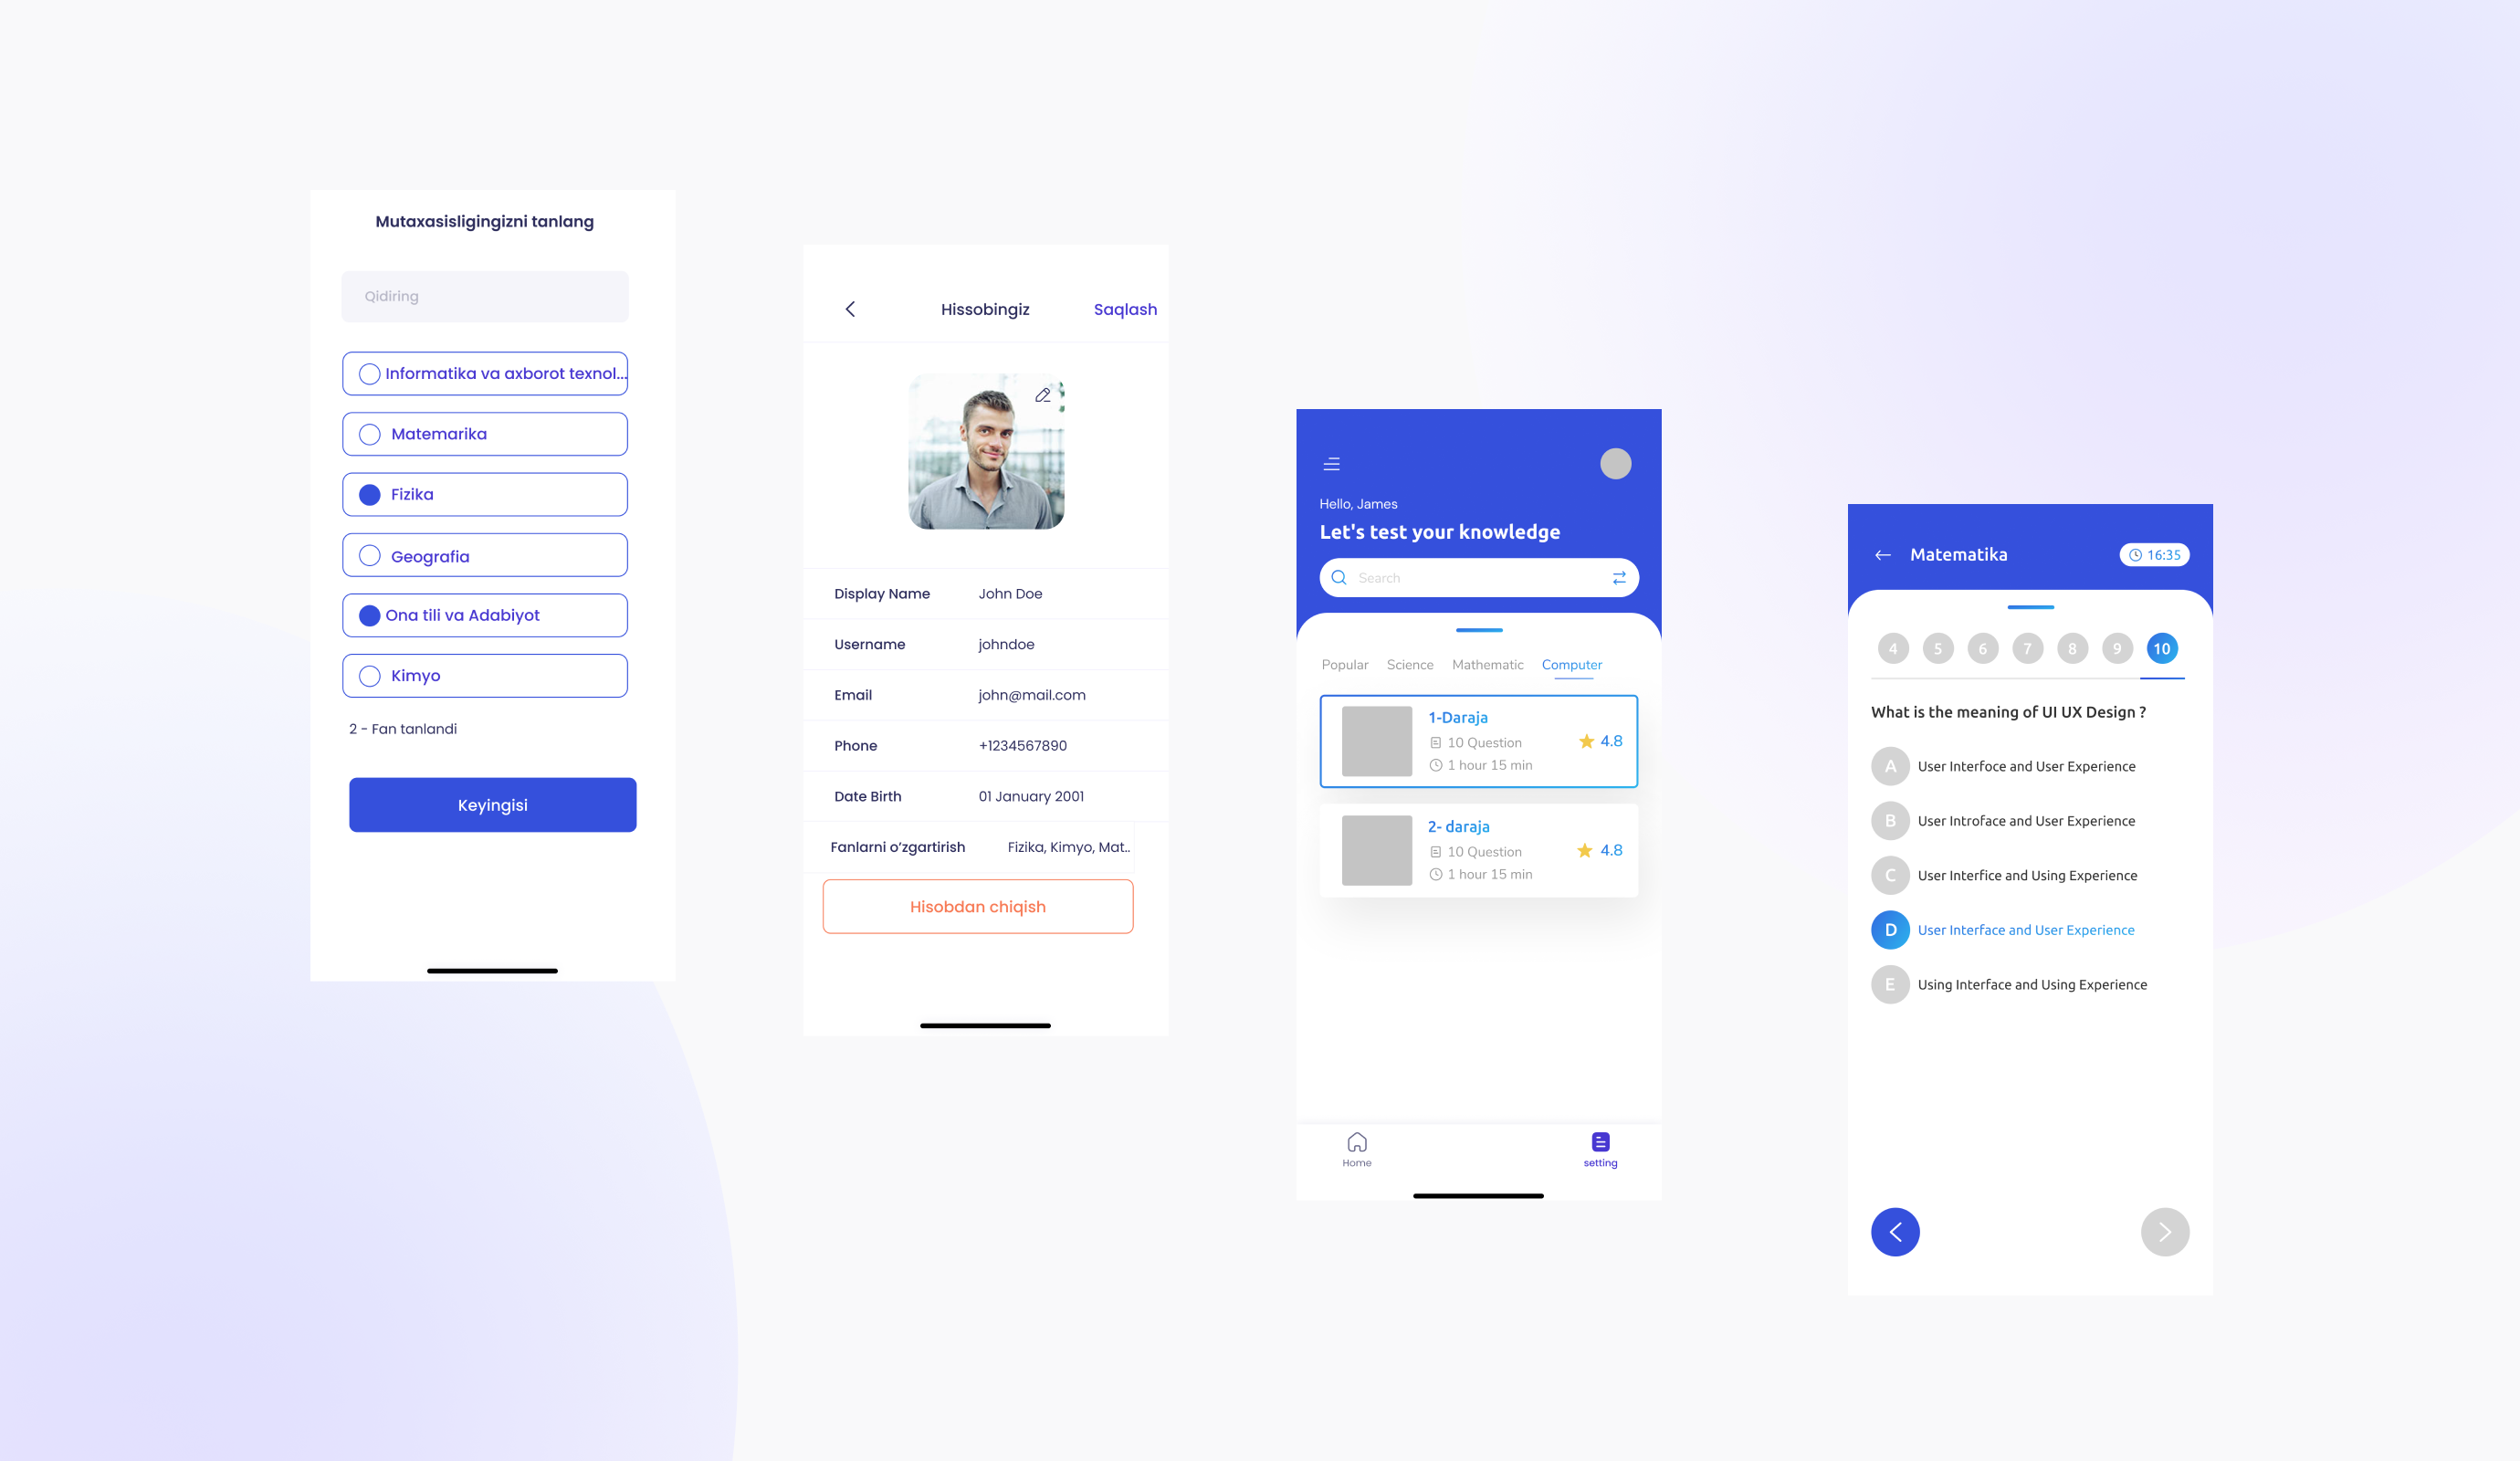 Mutaxasisligingizni tanlang
Qidiring
Informatika va axborot texnol...
Matemarika
Fizika
Geografia
Ona tili va Adabiyot
Kimyo
2 - Fan tanlandi
Keyingisi
Hissobingiz
Saqlash
Display Name John Doe
Username johndoe
Email john@mail.com
Phone +1234567890
Date Birth 01 January 2001
Fanlarni o‘zgartirish Fizika, Kimyo, Mat..
Hisobdan chiqish
Hello, James
Let's test your knowledge
Search
Popular Science Mathematic Computer
1-Daraja
10 Question
1 hour 15 min
4.8
2- daraja
10 Question
1 hour 15 min
4.8
Home
setting
Matematika
16:35
4 5 6 7 8 9 10
What is the meaning of UI UX Design ?
A User Interfoce and User Experience
B User Introface and User Experience
C User Interfice and Using Experience
D User Interface and User Experience
E Using Interface and Using Experience